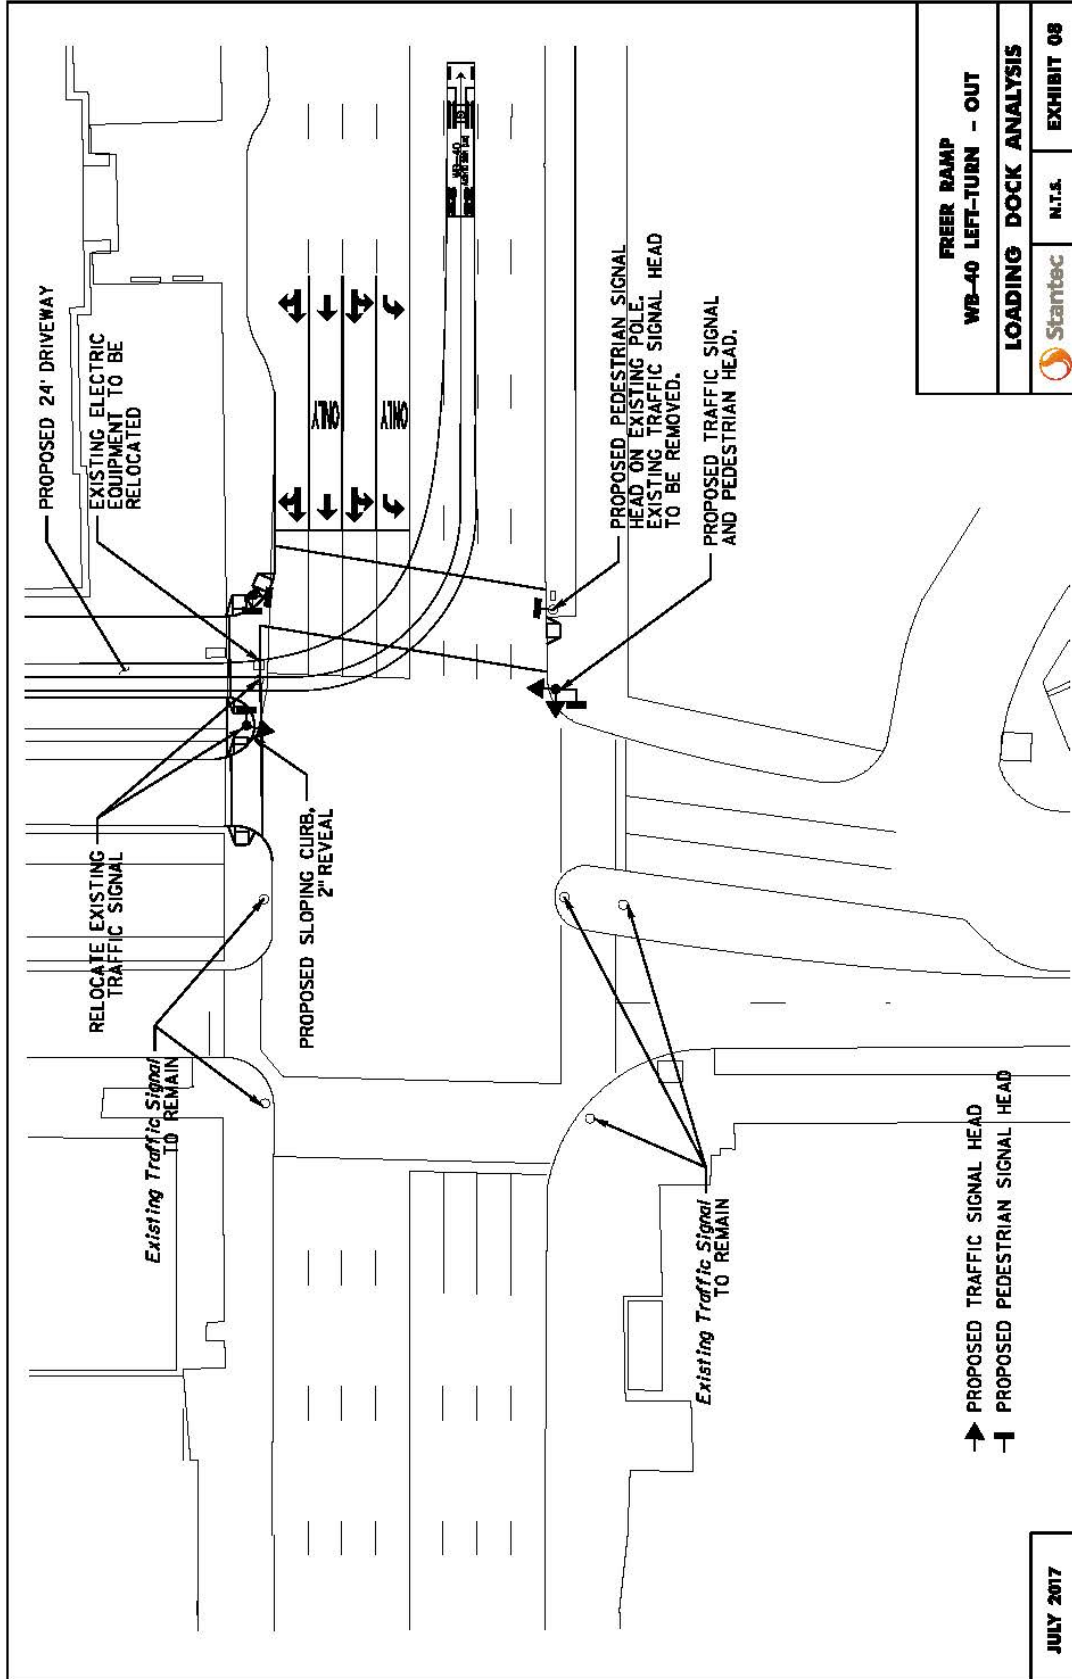 PROPOSED 24' DRIVEWAY
EXISTING ELECTRIC
EQUIPMENT TO BE
RELOCATED
RELOCATE EXISTING
TRAFFIC SIGNAL
Existing Traffic Signal
TO REMAIN
PROPOSED SLOPING CURB,
2" REVEAL
ONLY
ONLY
WB-40
PROPOSED PEDESTRIAN SIGNAL
HEAD ON EXISTING POLE.
EXISTING TRAFFIC SIGNAL HEAD
TO BE REMOVED.
PROPOSED TRAFFIC SIGNAL
AND PEDESTRIAN HEAD.
Existing Traffic Signal
TO REMAIN
PROPOSED TRAFFIC SIGNAL HEAD
PROPOSED PEDESTRIAN SIGNAL HEAD
FREER RAMP
WB-40 LEFT-TURN - OUT
LOADING DOCK ANALYSIS
Stantec
N.T.S.
EXHIBIT 08
JULY 2017